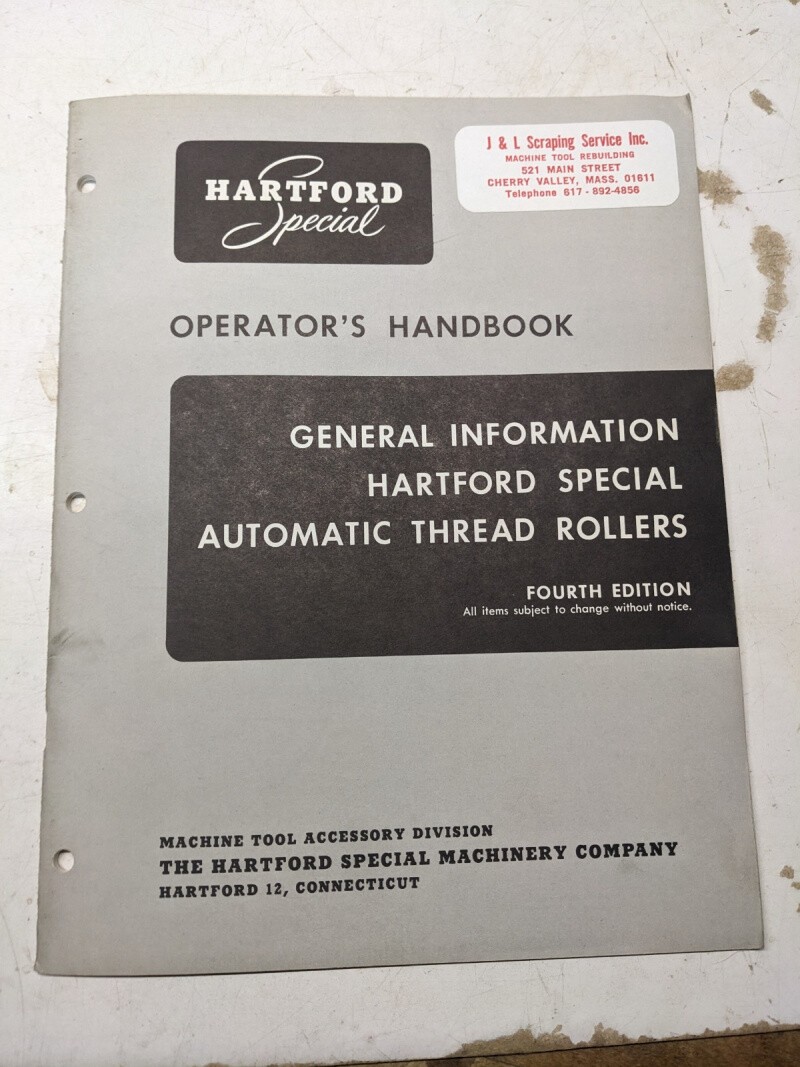 HARTFORD
Special
J & L Scraping Service Inc.
MACHINE TOOL REBUILDING
521 MAIN STREET
CHERRY VALLEY, MASS. 01611
Telephone 617 - 892-4856
OPERATOR'S HANDBOOK
GENERAL INFORMATION
HARTFORD SPECIAL
AUTOMATIC THREAD ROLLERS
FOURTH EDITION
All items subject to change without notice.
MACHINE TOOL ACCESSORY DIVISION
THE HARTFORD SPECIAL MACHINERY COMPANY
HARTFORD 12, CONNECTICUT